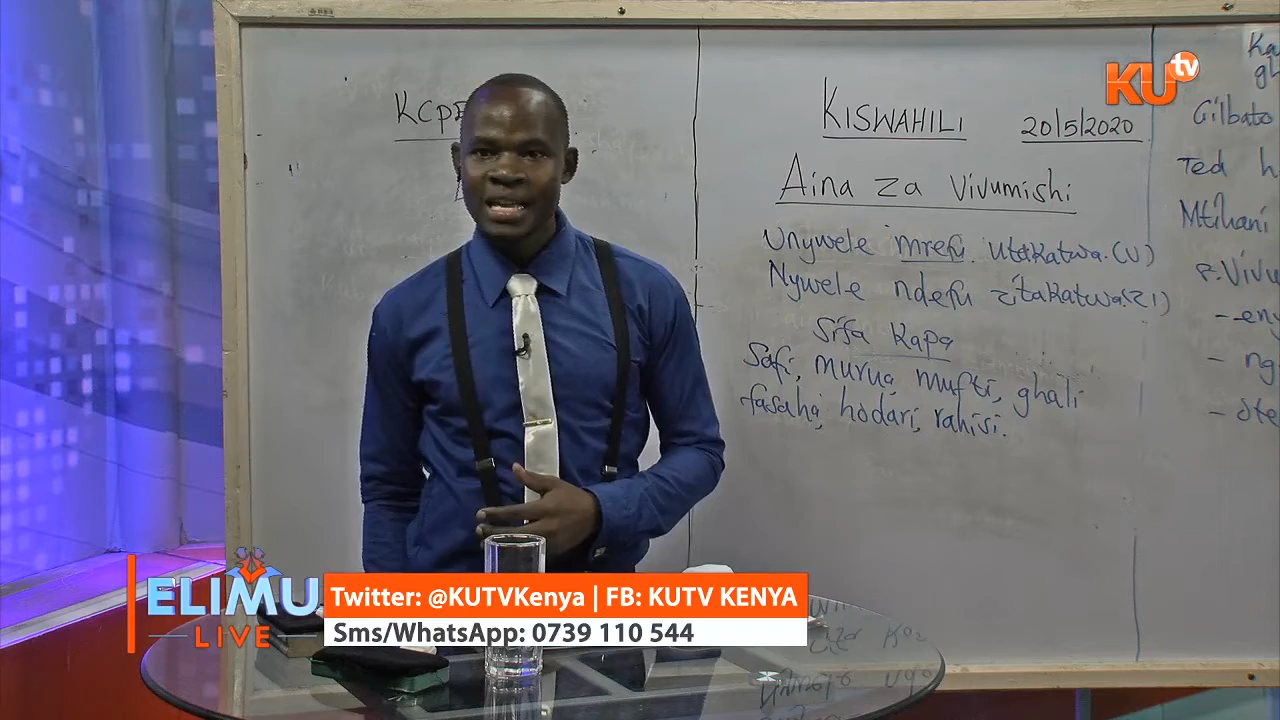 KUtv
KCPE
KISWAHILI
20/5/2020
Aina za Vivumishi
Unywele mrefu utakatwa. (U)
Nywele ndefu zitakatwa. (ZI)
Sifa Kapa
Safi, murua, mufti, ghali
fasaha, hodari, rahisi.
Ka
Gilbato
Ted h
Mtihani
ELIMU
LIVE
Twitter: @KUTVKenya | FB: KUTV KENYA
Sms/WhatsApp: 0739 110 544